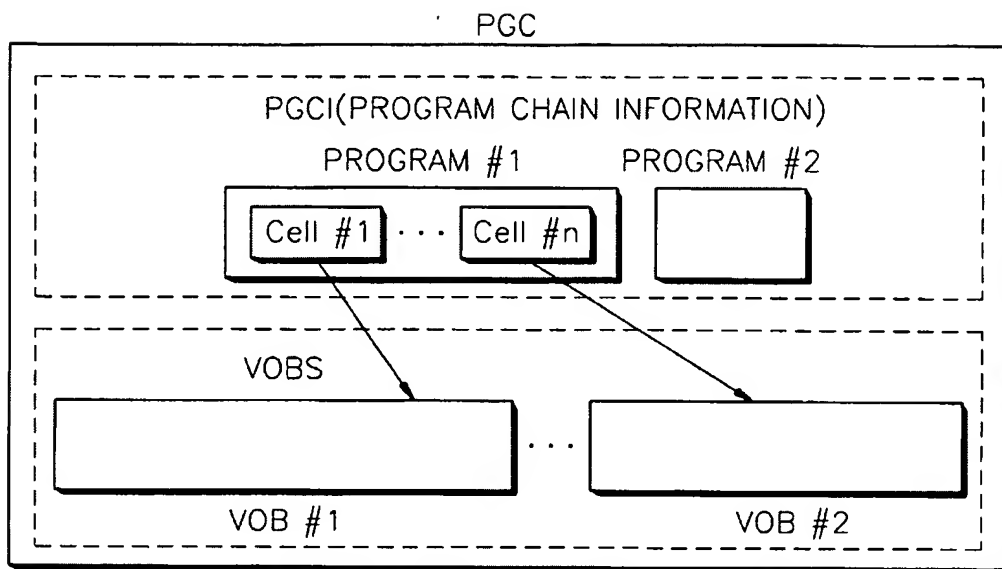 PGC
PGCI(PROGRAM CHAIN INFORMATION)
PROGRAM #1 PROGRAM #2
Cell #1 ··· Cell #n
VOBS
···
VOB #1 VOB #2